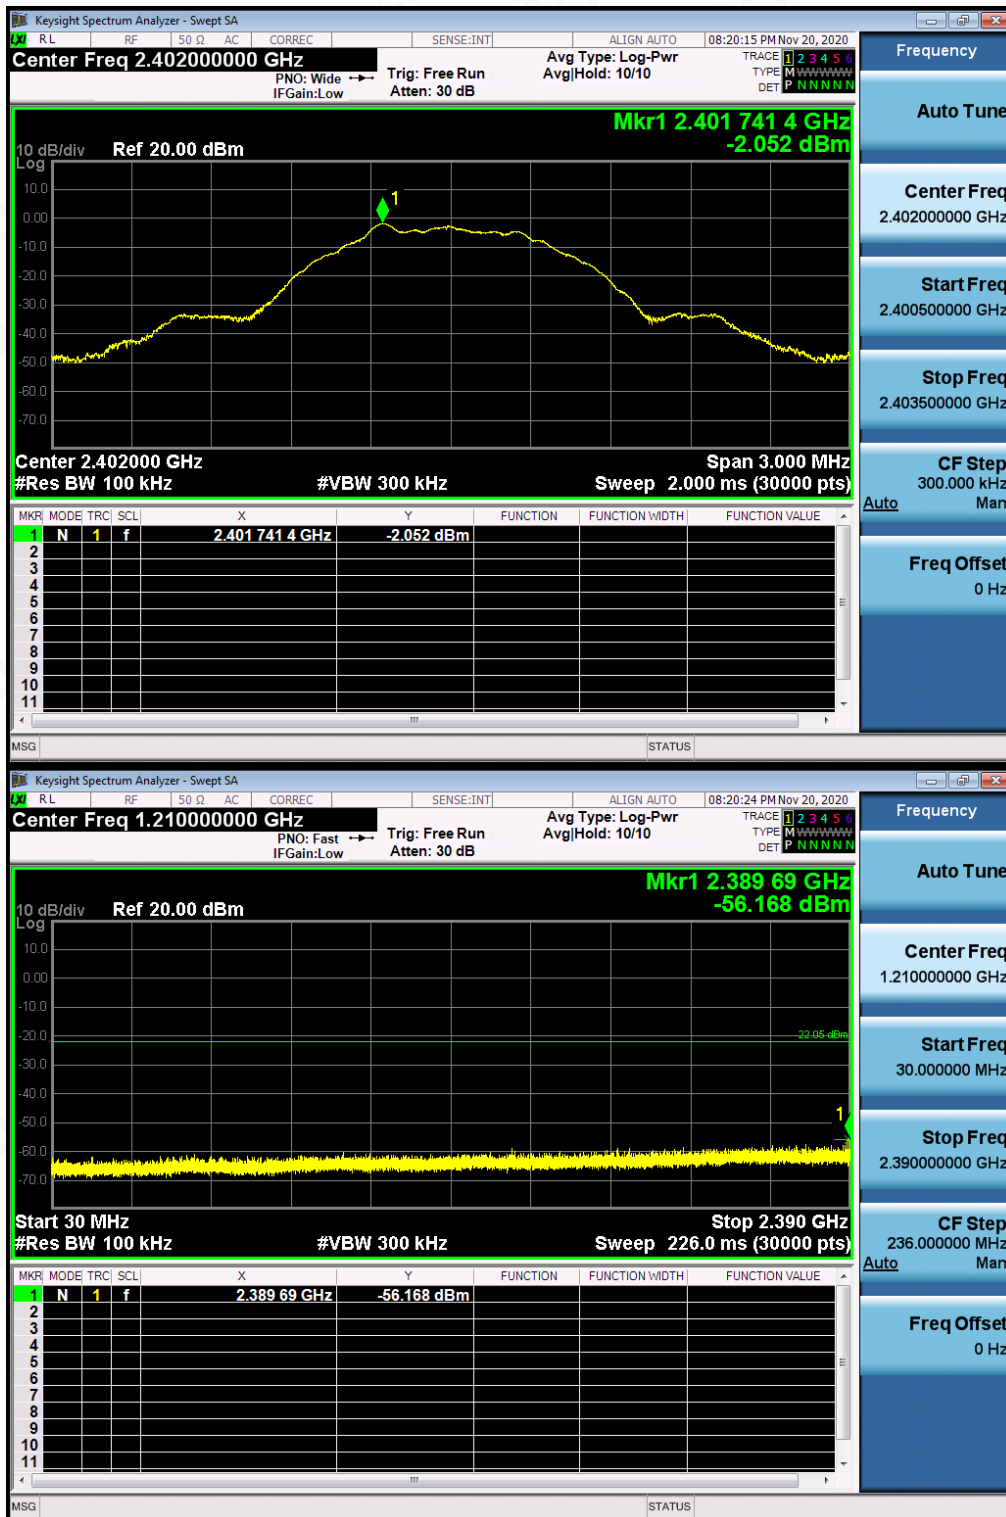 Keysight Spectrum Analyzer - Swept SA
LXI RL RF 50 Ω AC CORREC SENSE:INT ALIGN AUTO 08:20:15 PM Nov 20, 2020
Center Freq 2.402000000 GHz
PNO: Wide
IFGain:Low
Trig: Free Run
Atten: 30 dB
Avg Type: Log-Pwr
Avg|Hold: 10/10
TRACE 1 2 3 4 5 6
TYPE M WWWWW
DET P N N N N N
Mkr1 2.401 741 4 GHz
-2.052 dBm
10 dB/div Ref 20.00 dBm
Log
10.0
1
0.00
-10.0
-20.0
-30.0
-40.0
-50.0
-60.0
-70.0
Center 2.402000 GHz Span 3.000 MHz
#Res BW 100 kHz #VBW 300 kHz Sweep 2.000 ms (30000 pts)
MKR MODE TRC SCL X Y FUNCTION FUNCTION WIDTH FUNCTION VALUE
1 N 1 f 2.401 741 4 GHz -2.052 dBm
2
3
4
5
6
7
8
9
10
11
MSG STATUS
Frequency
Auto Tune
Center Freq
2.402000000 GHz
Start Freq
2.400500000 GHz
Stop Freq
2.403500000 GHz
CF Step
300.000 kHz
Auto Man
Freq Offset
0 Hz
Keysight Spectrum Analyzer - Swept SA
LXI RL RF 50 Ω AC CORREC SENSE:INT ALIGN AUTO 08:20:24 PM Nov 20, 2020
Center Freq 1.210000000 GHz
PNO: Fast
IFGain:Low
Trig: Free Run
Atten: 30 dB
Avg Type: Log-Pwr
Avg|Hold: 10/10
TRACE 1 2 3 4 5 6
TYPE M WWWWW
DET P N N N N N
Mkr1 2.389 69 GHz
-56.168 dBm
10 dB/div Ref 20.00 dBm
Log
10.0
0.00
-10.0
-20.0
-22.05 dBm
-30.0
-40.0
-50.0
1
-60.0
-70.0
Start 30 MHz Stop 2.390 GHz
#Res BW 100 kHz #VBW 300 kHz Sweep 226.0 ms (30000 pts)
MKR MODE TRC SCL X Y FUNCTION FUNCTION WIDTH FUNCTION VALUE
1 N 1 f 2.389 69 GHz -56.168 dBm
2
3
4
5
6
7
8
9
10
11
MSG STATUS
Frequency
Auto Tune
Center Freq
1.210000000 GHz
Start Freq
30.000000 MHz
Stop Freq
2.390000000 GHz
CF Step
236.000000 MHz
Auto Man
Freq Offset
0 Hz